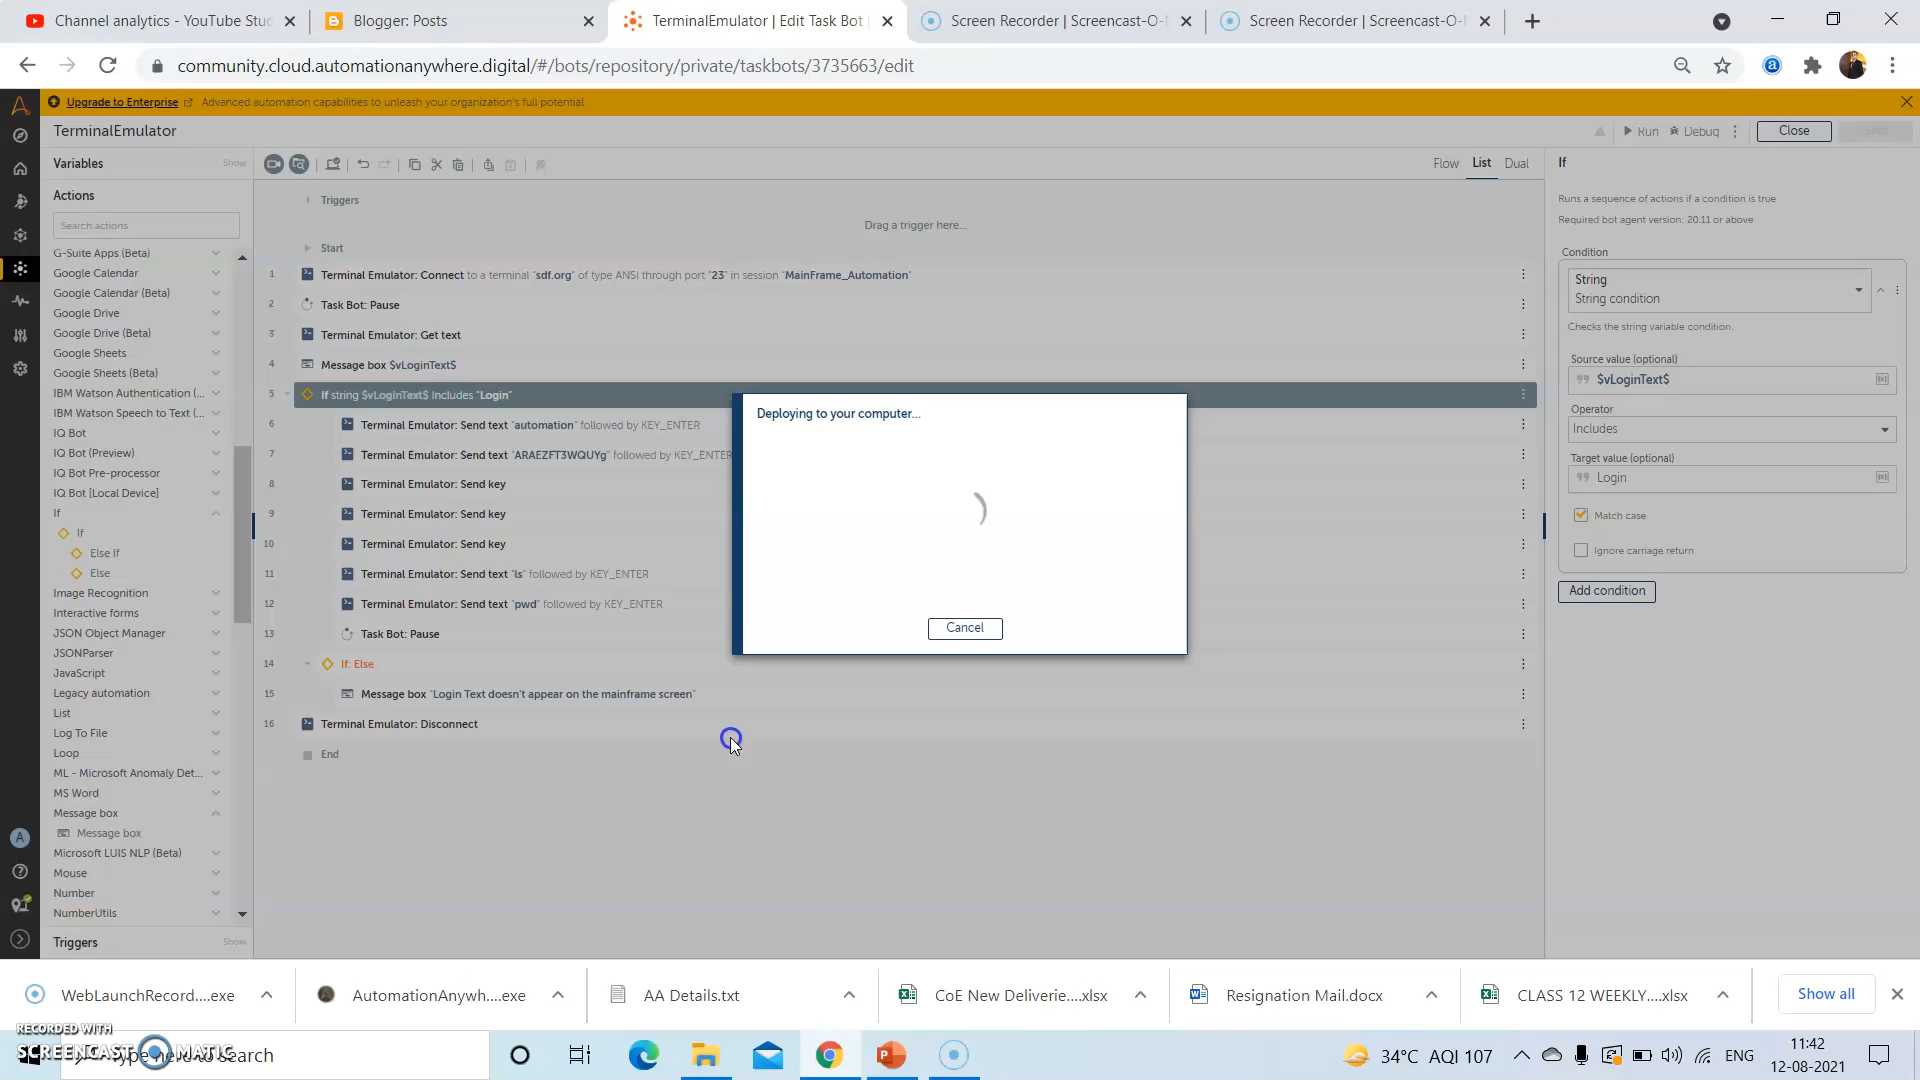 Channel analytics - YouTube Stu
Blogger: Posts
TerminalEmulator | Edit Task Bot
Screen Recorder | Screencast-O-
Screen Recorder | Screencast-O-
community.cloud.automationanywhere.digital/#/bots/repository/private/taskbots/3735663/edit
Upgrade to Enterprise Advanced automation capabilities to unleash your organization's full potential
TerminalEmulator
Run
Debug
Close
Variables
Show
Flow
List
Dual
Actions
Search actions
G-Suite Apps (Beta)
Google Calendar
Google Calendar (Beta)
Google Drive
Google Drive (Beta)
Google Sheets
Google Sheets (Beta)
IBM Watson Authentication (...
IBM Watson Speech to Text (...
IQ Bot
IQ Bot (Preview)
IQ Bot Pre-processor
IQ Bot [Local Device]
If
If
Else If
Else
Image Recognition
Interactive forms
JSON Object Manager
JSONParser
JavaScript
Legacy automation
List
Log To File
Loop
ML - Microsoft Anomaly Det...
MS Word
Message box
Message box
Microsoft LUIS NLP (Beta)
Mouse
Number
NumberUtils
Triggers
Show
Triggers
Drag a trigger here...
Start
1 Terminal Emulator: Connect to a terminal "sdf.org" of type ANSI through port "23" in session "MainFrame_Automation"
2 Task Bot: Pause
3 Terminal Emulator: Get text
4 Message box $vLoginText$
5 If string $vLoginText$ Includes "Login"
6 Terminal Emulator: Send text "automation" followed by KEY_ENTER
7 Terminal Emulator: Send text "ARAEZFT3WQUYg" followed by KEY_ENTER
8 Terminal Emulator: Send key
9 Terminal Emulator: Send key
10 Terminal Emulator: Send key
11 Terminal Emulator: Send text "ls" followed by KEY_ENTER
12 Terminal Emulator: Send text "pwd" followed by KEY_ENTER
13 Task Bot: Pause
14 If: Else
15 Message box "Login Text doesn't appear on the mainframe screen"
16 Terminal Emulator: Disconnect
End
Deploying to your computer...
Cancel
If
Runs a sequence of actions if a condition is true
Required bot agent version: 20.11 or above
Condition
String
String condition
Checks the string variable condition.
Source value (optional)
$vLoginText$
Operator
Includes
Target value (optional)
Login
Match case
Ignore carriage return
Add condition
A
WebLaunchRecord....exe
AutomationAnywh....exe
AA Details.txt
CoE New Deliverie....xlsx
Resignation Mail.docx
CLASS 12 WEEKLY....xlsx
Show all
RECORDED WITH
SCREENCAST MATIC
Type here to search
34°C AQI 107
ENG
11:42
12-08-2021